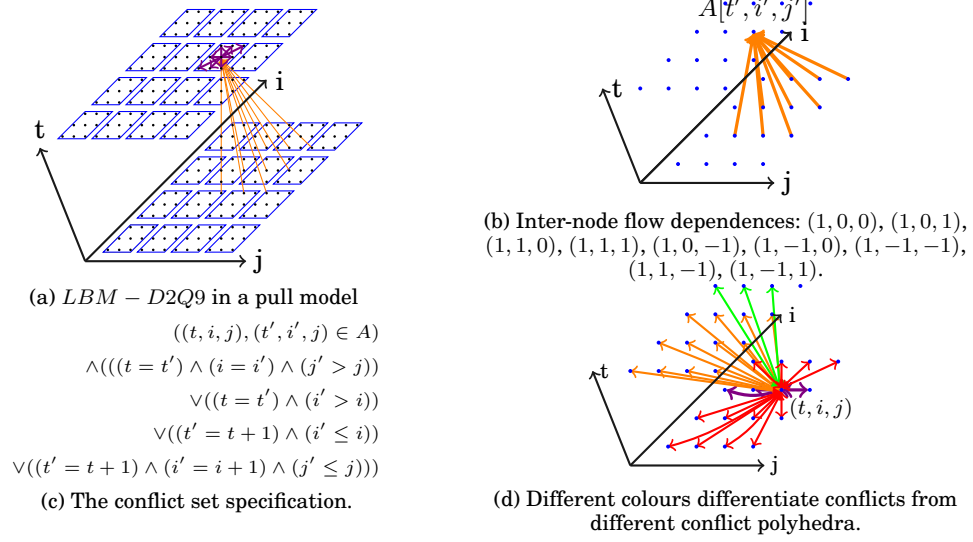 t
i
j
(a) LBM − D2Q9 in a pull model
((t, i, j), (t′, i′, j) ∈ A)
∧(((t = t′) ∧ (i = i′) ∧ (j′ > j))
∨((t = t′) ∧ (i′ > i))
∨((t′ = t + 1) ∧ (i′ ≤ i))
∨((t′ = t + 1) ∧ (i′ = i + 1) ∧ (j′ ≤ j)))
(c) The conflict set specification.
A[t′, i′, j′]
i
t
j
(b) Inter-node flow dependences: (1, 0, 0), (1, 0, 1),
(1, 1, 0), (1, 1, 1), (1, 0, −1), (1, −1, 0), (1, −1, −1),
(1, 1, −1), (1, −1, 1).
i
t
(t, i, j)
j
(d) Different colours differentiate conflicts from
different conflict polyhedra.